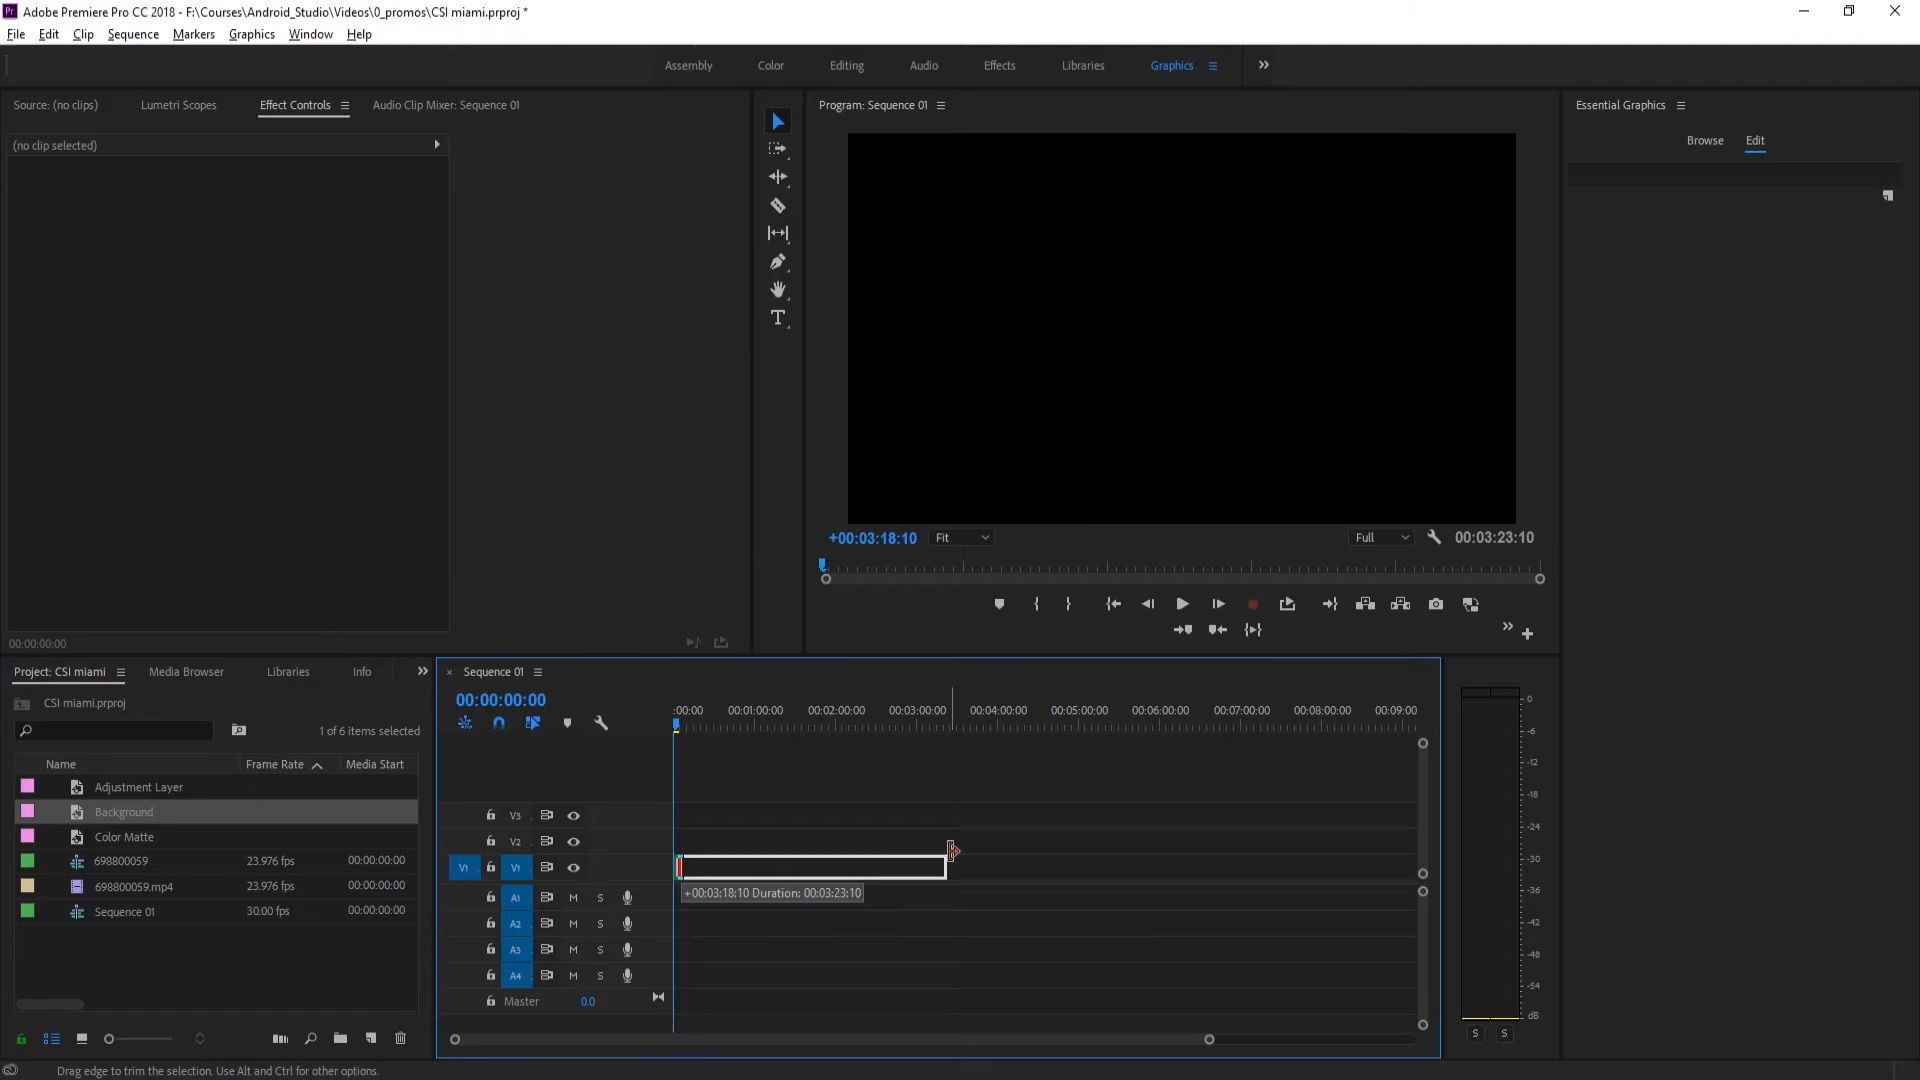 Pr Adobe Premiere Pro CC 2018 - F:\Courses\Android_Studio\Videos\0_promos\CSI miami.prproj *
File Edit Clip Sequence Markers Graphics Window Help
Assembly Color Editing Audio Effects Libraries Graphics
Source: (no clips) Lumetri Scopes Effect Controls Audio Clip Mixer: Sequence 01
Program: Sequence 01
Essential Graphics
(no clip selected)
Browse Edit
+00:03:18:10 Fit Full 00:03:23:10
00:00:00:00
Project: CSI miami Media Browser Libraries Info
CSI miami.prproj
1 of 6 items selected
Name Frame Rate Media Start
Adjustment Layer
Background
Color Matte
698800059 23.976 fps 00:00:00:00
698800059.mp4 23.976 fps 00:00:00:00
Sequence 01 30.00 fps 00:00:00:00
Sequence 01
00:00:00:00
:00:00 00:01:00:00 00:02:00:00 00:03:00:00 00:04:00:00 00:05:00:00 00:06:00:00 00:07:00:00 00:08:00:00 00:09:00
V3
V2
V1 V1
+00:03:18:10 Duration: 00:03:23:10
A1 M S
A2 M S
A3 M S
A4 M S
Master 0.0
0
-6
-12
-18
-24
-30
-36
-42
-48
-54
dB
S S
Drag edge to trim the selection. Use Alt and Ctrl for other options.